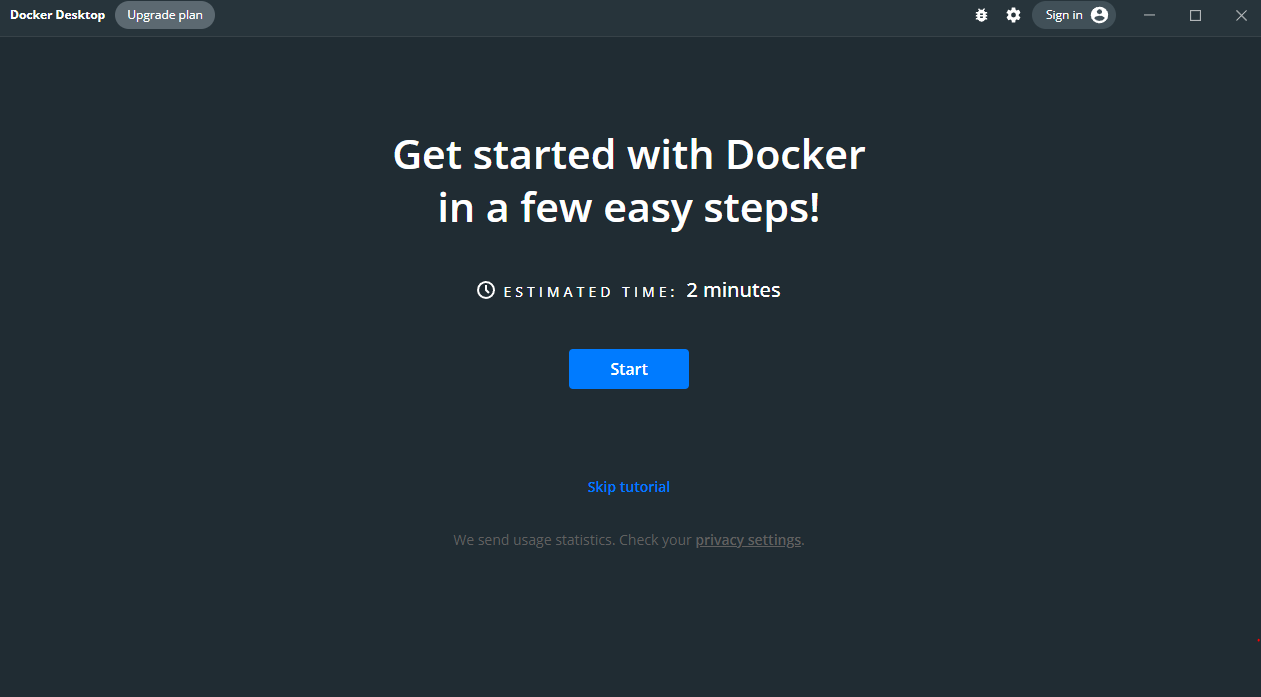 Docker Desktop Upgrade plan Sign in
Get started with Docker
in a few easy steps!
ESTIMATED TIME: 2 minutes
Start
Skip tutorial
We send usage statistics. Check your privacy settings.